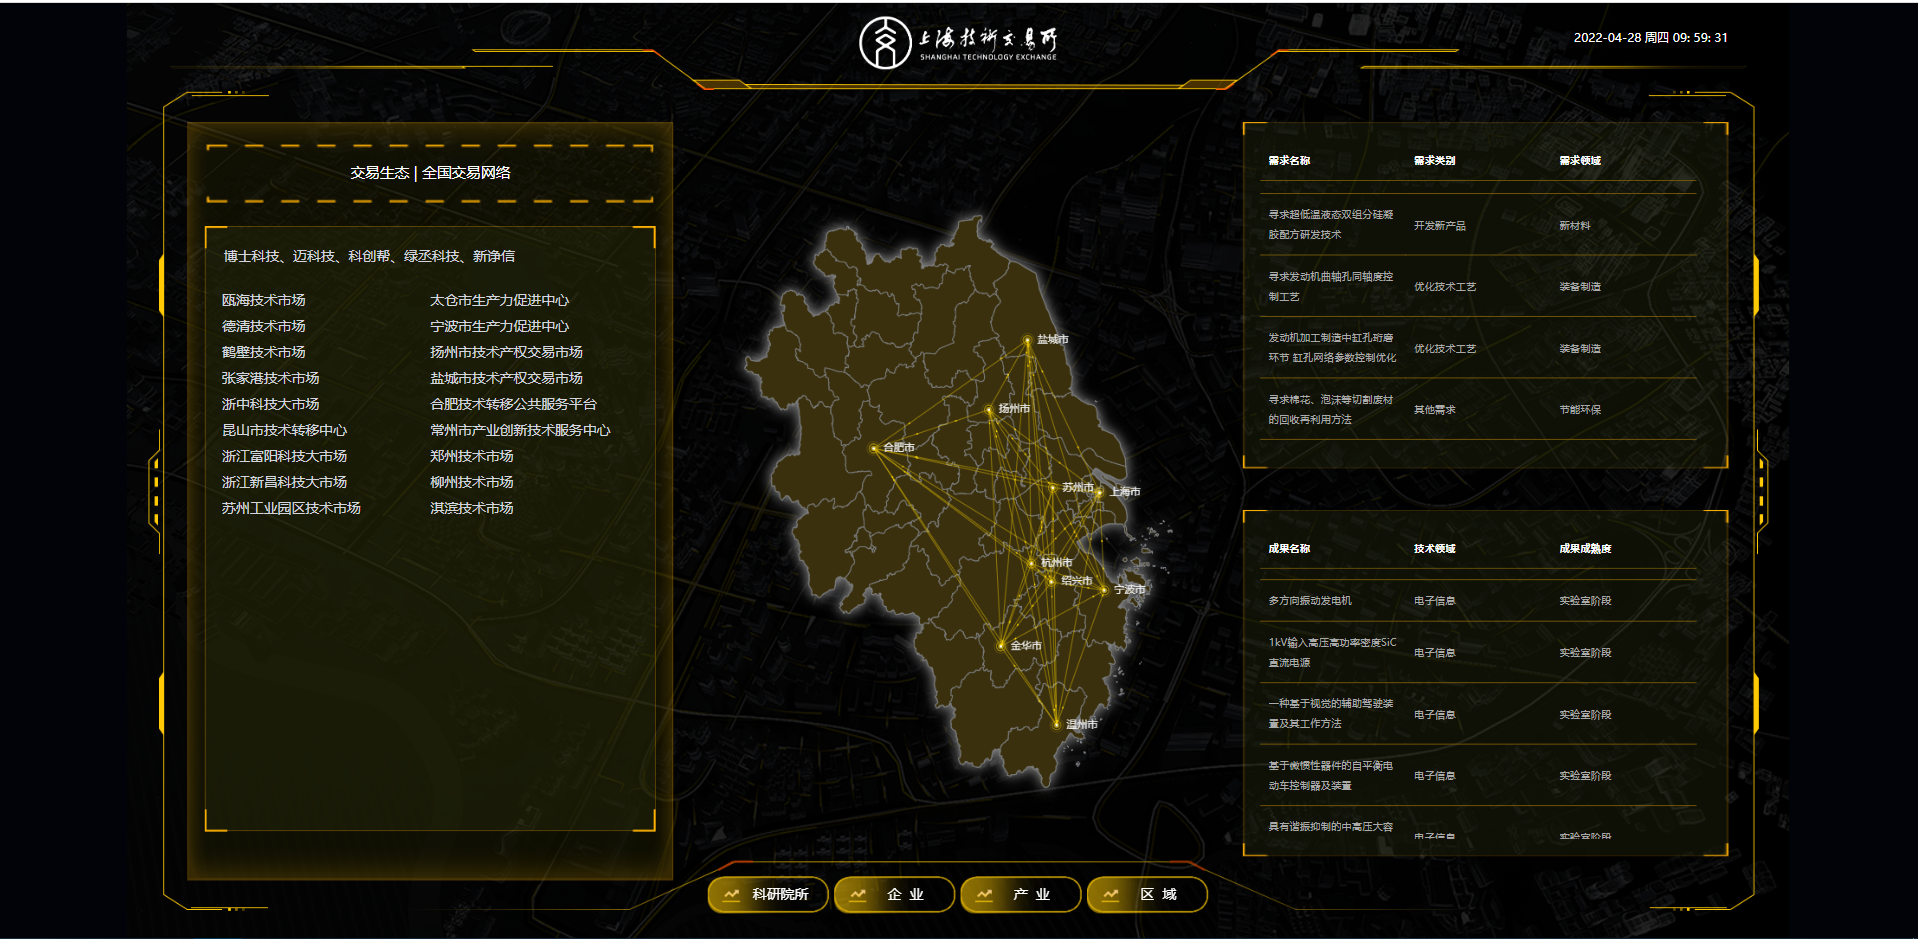 上海技术交易所
SHANGHAI TECHNOLOGY EXCHANGE
2022-04-28 周四 09: 59: 31
交易生态 | 全国交易网络
博士科技、迈科技、科创帮、绿丞科技、新诤信
瓯海技术市场 太仓市生产力促进中心
德清技术市场 宁波市生产力促进中心
鹤壁技术市场 扬州市技术产权交易市场
张家港技术市场 盐城市技术产权交易市场
浙中科技大市场 合肥技术转移公共服务平台
昆山市技术转移中心 常州市产业创新技术服务中心
浙江富阳科技大市场 郑州技术市场
浙江新昌科技大市场 柳州技术市场
苏州工业园区技术市场 淇滨技术市场
盐城市
扬州市
合肥市
苏州市
上海市
杭州市
绍兴市
宁波市
金华市
温州市
需求名称 需求类别 需求领域
寻求超低温液态双组分硅凝
胶配方研发技术
开发新产品 新材料
寻求发动机曲轴孔同轴度控
制工艺
优化技术工艺 装备制造
发动机加工制造中缸孔珩磨
环节 缸孔网络参数控制优化
优化技术工艺 装备制造
寻求棉花、泡沫等切割废材
的回收再利用方法
其他需求 节能环保
成果名称 技术领域 成果成熟度
多方向振动发电机 电子信息 实验室阶段
1kV输入高压高功率密度SiC
直流电源
电子信息 实验室阶段
一种基于视觉的辅助驾驶装
置及其工作方法
电子信息 实验室阶段
基于微惯性器件的自平衡电
动车控制器及装置
电子信息 实验室阶段
具有谐振抑制的中高压大容
电子信息 实验室阶段
科研院所
企 业
产 业
区 域